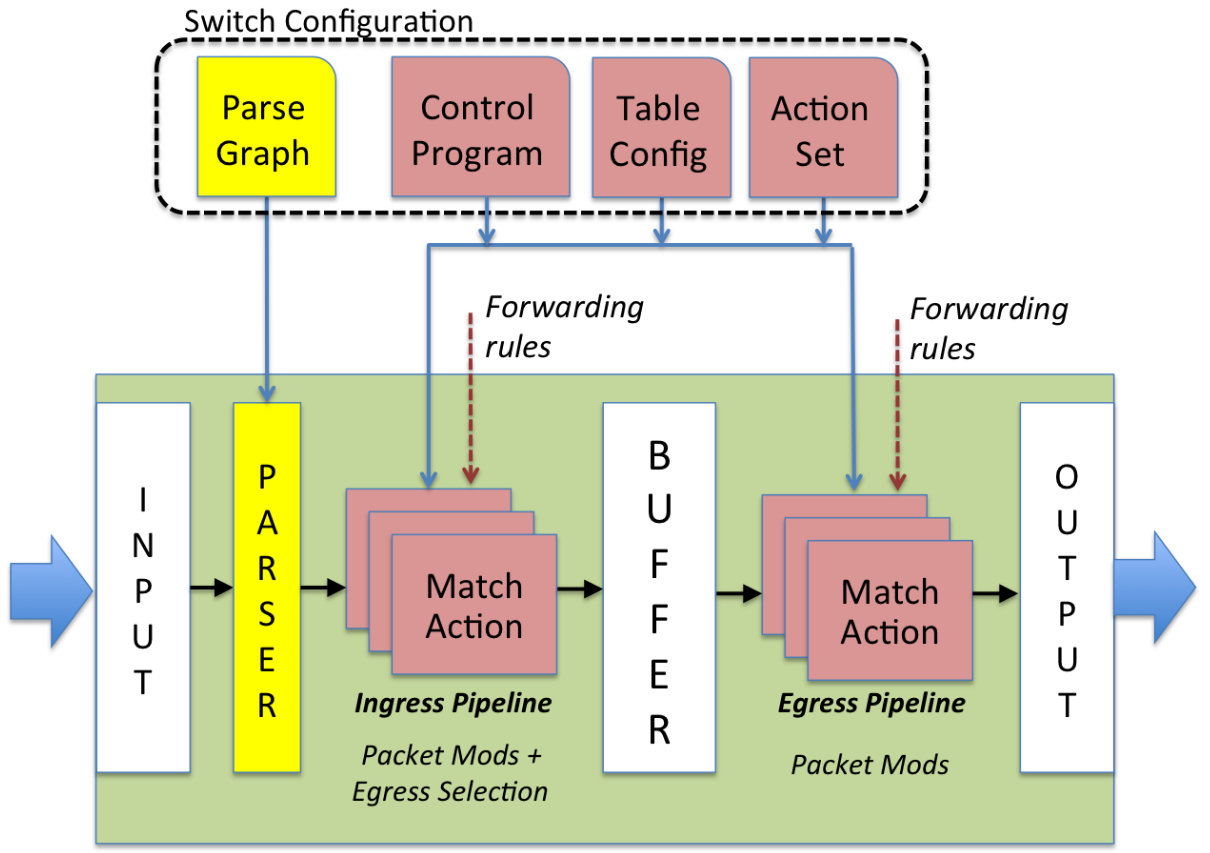 Switch Configuration
Parse
Graph
Control
Program
Table
Config
Action
Set
Forwarding
rules
Forwarding
rules
INPUT
PARSER
Match
Action
Ingress Pipeline
Packet Mods +
Egress Selection
BUFFER
Match
Action
Egress Pipeline
Packet Mods
OUTPUT